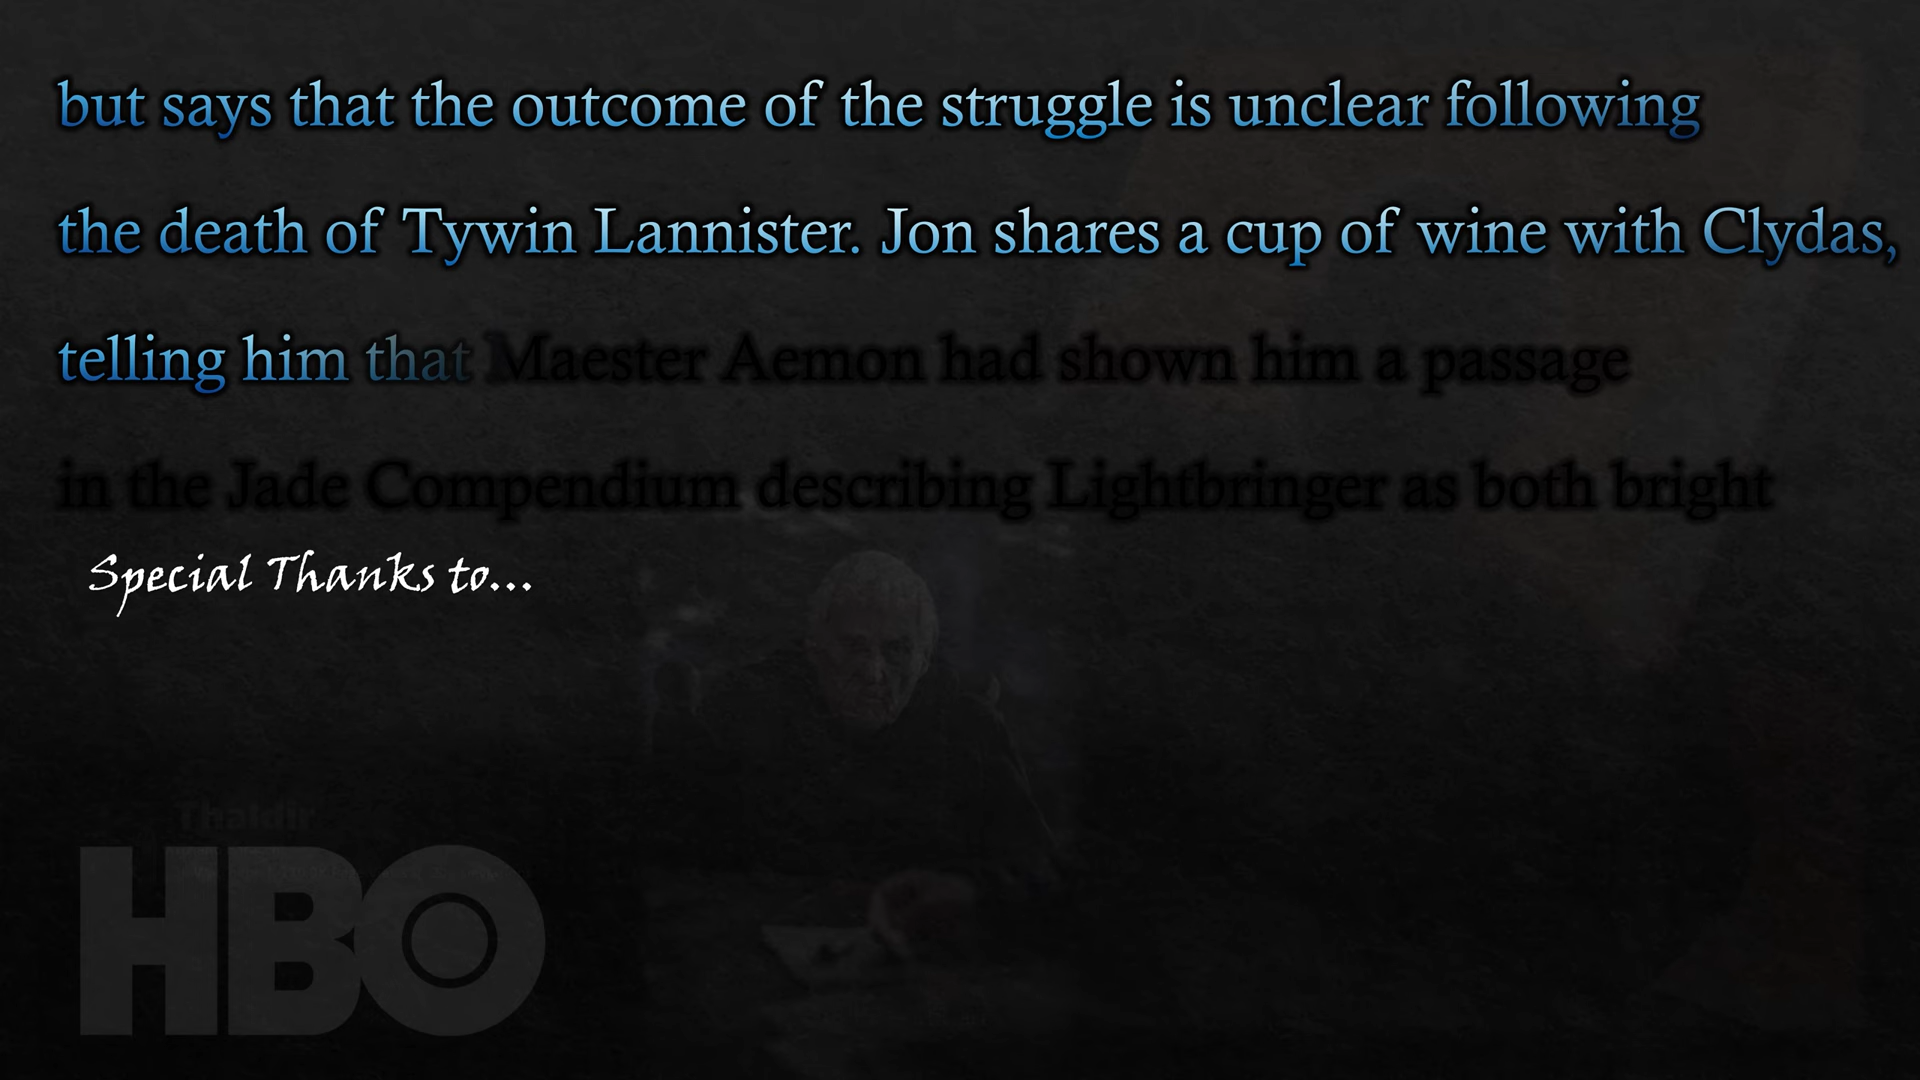 but says that the outcome of the struggle is unclear following
the death of Tywin Lannister. Jon shares a cup of wine with Clydas,
telling him that Maester Aemon had shown him a passage
in the Jade Compendium describing Lightbringer as both bright
Special Thanks to...
Thaldir
HBO